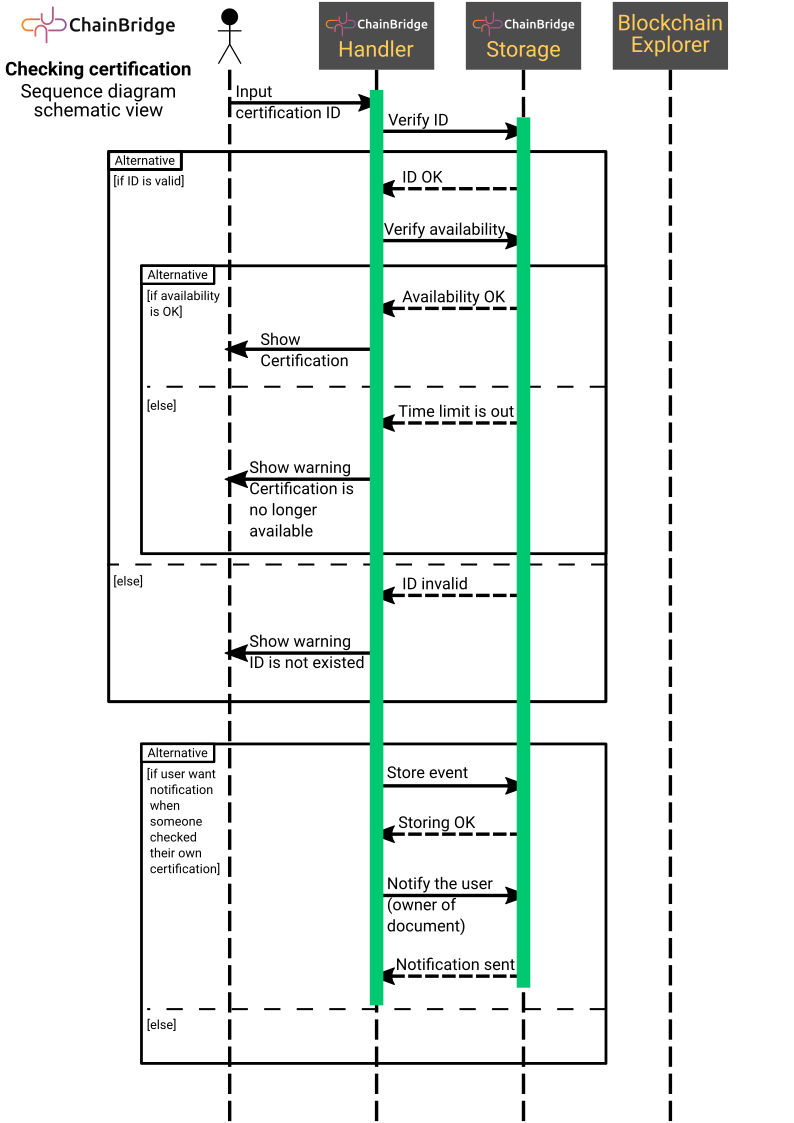 ChainBridge
Checking certification
Sequence diagram
schematic view
ChainBridge
Handler
ChainBridge
Storage
Blockchain
Explorer
Input
certification ID
Verify ID
Alternative
[if ID is valid]
ID OK
Verify availability
Alternative
[if availability
is OK]
Availability OK
Show
Certification
[else]
Time limit is out
Show warning
Certification is
no longer
available
[else]
ID invalid
Show warning
ID is not existed
Alternative
[if user want
notification
when
someone
checked
their own
certification]
Store event
Storing OK
Notify the user
(owner of
document)
Notification sent
[else]